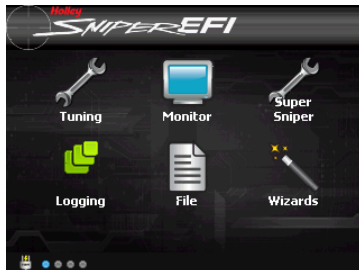 Holley
SNIPER EFI
Tuning
Monitor
Super
Sniper
Logging
File
Wizards